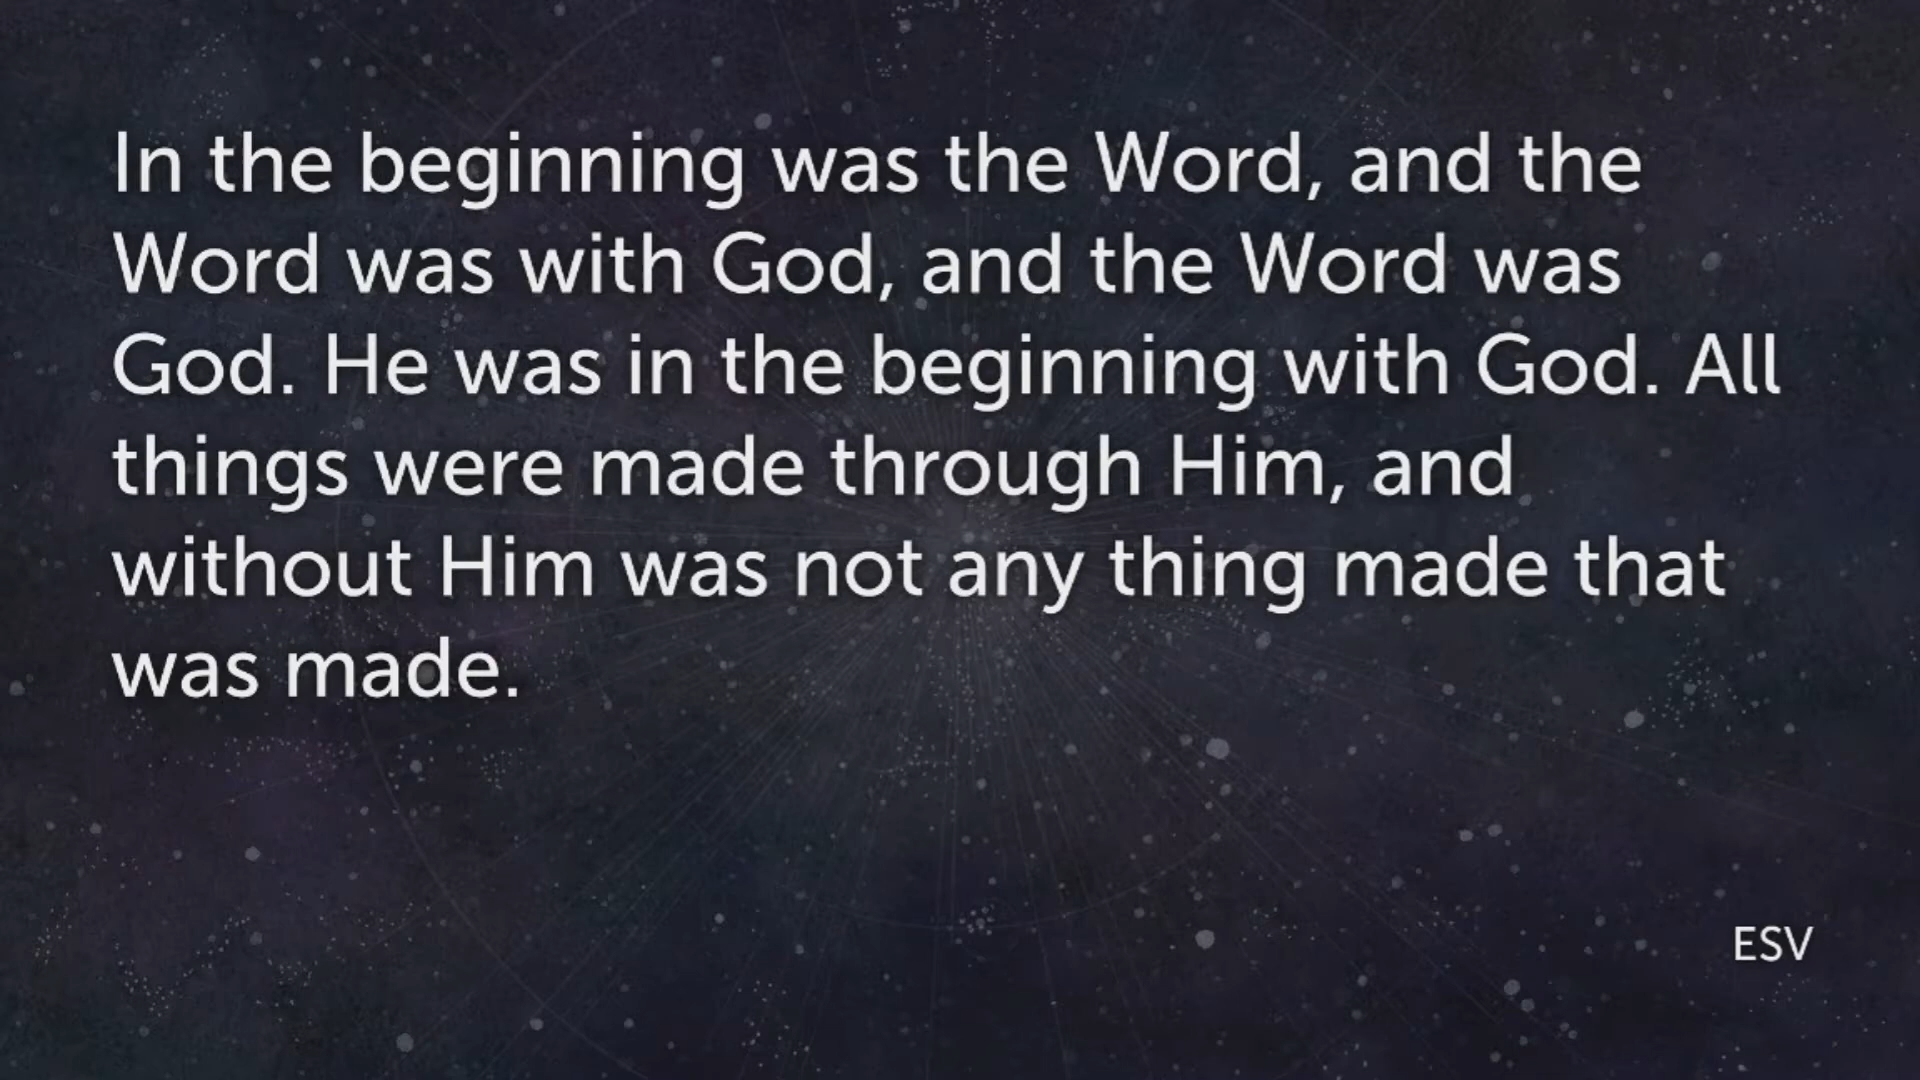 In the beginning was the Word, and the
Word was with God, and the Word was
God. He was in the beginning with God. All
things were made through Him, and
without Him was not any thing made that
was made.
ESV